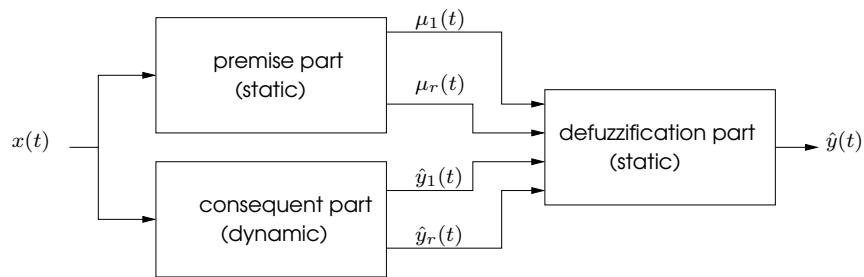 μ₁(t)
premise part
(static)
μᵣ(t)
x(t)
defuzzification part
(static)
ŷ(t)
ŷ₁(t)
consequent part
(dynamic)
ŷᵣ(t)